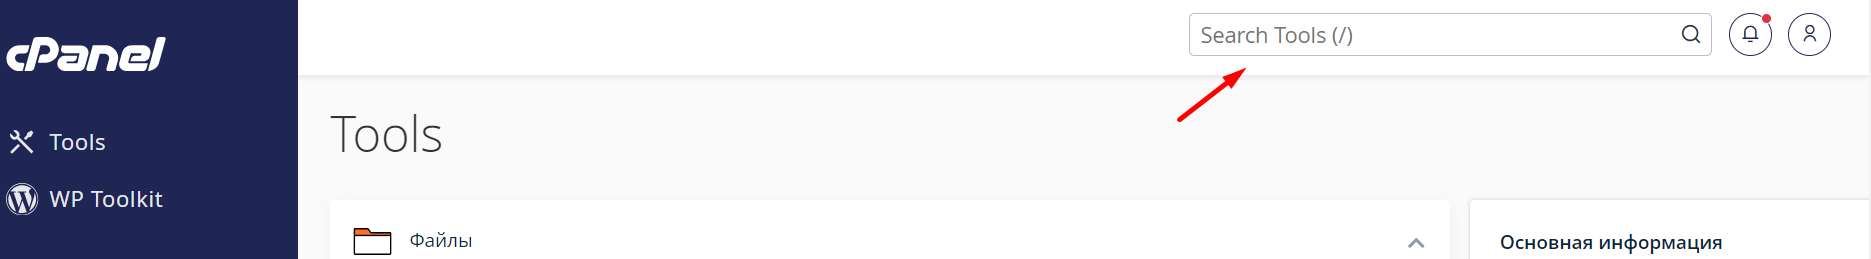 cPanel
Search Tools (/)
Tools
WP Toolkit
Tools
Файлы
Основная информация